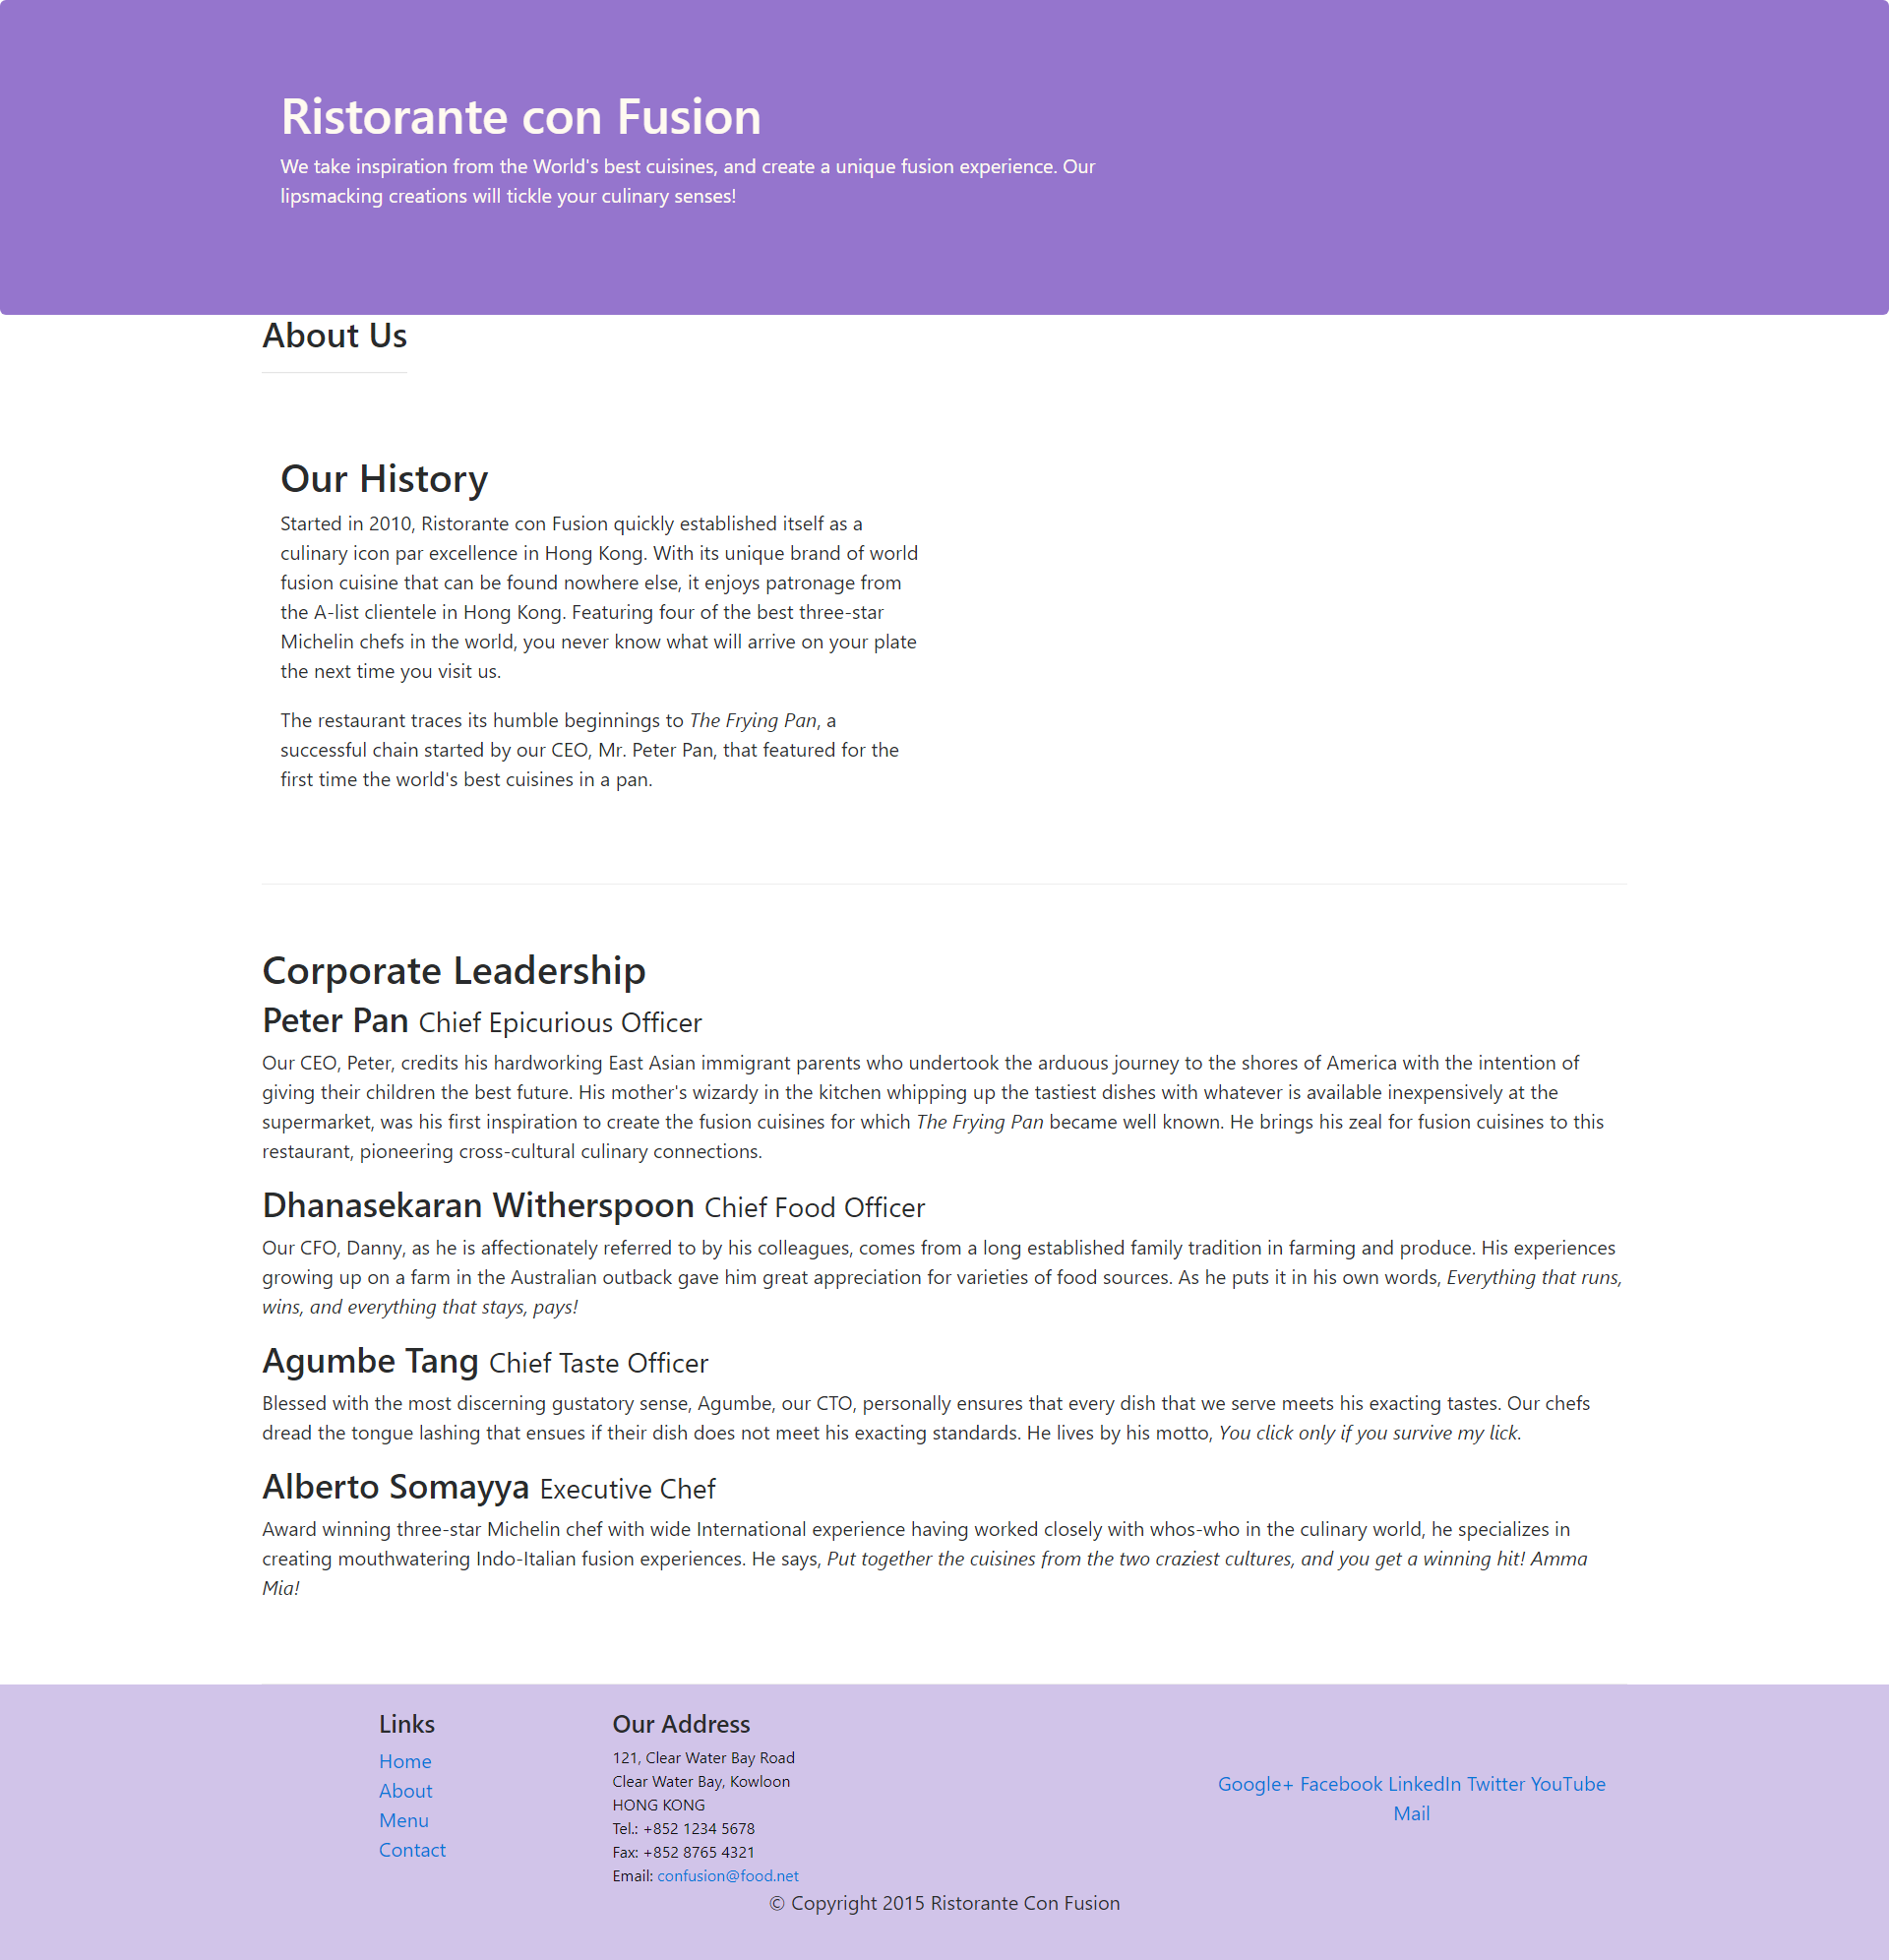 Ristorante con Fusion
We take inspiration from the World's best cuisines, and create a unique fusion experience. Our
lipsmacking creations will tickle your culinary senses!
About Us
Our History
Started in 2010, Ristorante con Fusion quickly established itself as a
culinary icon par excellence in Hong Kong. With its unique brand of world
fusion cuisine that can be found nowhere else, it enjoys patronage from
the A-list clientele in Hong Kong. Featuring four of the best three-star
Michelin chefs in the world, you never know what will arrive on your plate
the next time you visit us.
The restaurant traces its humble beginnings to The Frying Pan, a
successful chain started by our CEO, Mr. Peter Pan, that featured for the
first time the world's best cuisines in a pan.
Corporate Leadership
Peter Pan Chief Epicurious Officer
Our CEO, Peter, credits his hardworking East Asian immigrant parents who undertook the arduous journey to the shores of America with the intention of
giving their children the best future. His mother's wizardy in the kitchen whipping up the tastiest dishes with whatever is available inexpensively at the
supermarket, was his first inspiration to create the fusion cuisines for which The Frying Pan became well known. He brings his zeal for fusion cuisines to this
restaurant, pioneering cross-cultural culinary connections.
Dhanasekaran Witherspoon Chief Food Officer
Our CFO, Danny, as he is affectionately referred to by his colleagues, comes from a long established family tradition in farming and produce. His experiences
growing up on a farm in the Australian outback gave him great appreciation for varieties of food sources. As he puts it in his own words, Everything that runs,
wins, and everything that stays, pays!
Agumbe Tang Chief Taste Officer
Blessed with the most discerning gustatory sense, Agumbe, our CTO, personally ensures that every dish that we serve meets his exacting tastes. Our chefs
dread the tongue lashing that ensues if their dish does not meet his exacting standards. He lives by his motto, You click only if you survive my lick.
Alberto Somayya Executive Chef
Award winning three-star Michelin chef with wide International experience having worked closely with whos-who in the culinary world, he specializes in
creating mouthwatering Indo-Italian fusion experiences. He says, Put together the cuisines from the two craziest cultures, and you get a winning hit! Amma
Mia!
Links
Home
About
Menu
Contact
Our Address
121, Clear Water Bay Road
Clear Water Bay, Kowloon
HONG KONG
Tel.: +852 1234 5678
Fax: +852 8765 4321
Email: confusion@food.net
Google+ Facebook LinkedIn Twitter YouTube
Mail
© Copyright 2015 Ristorante Con Fusion